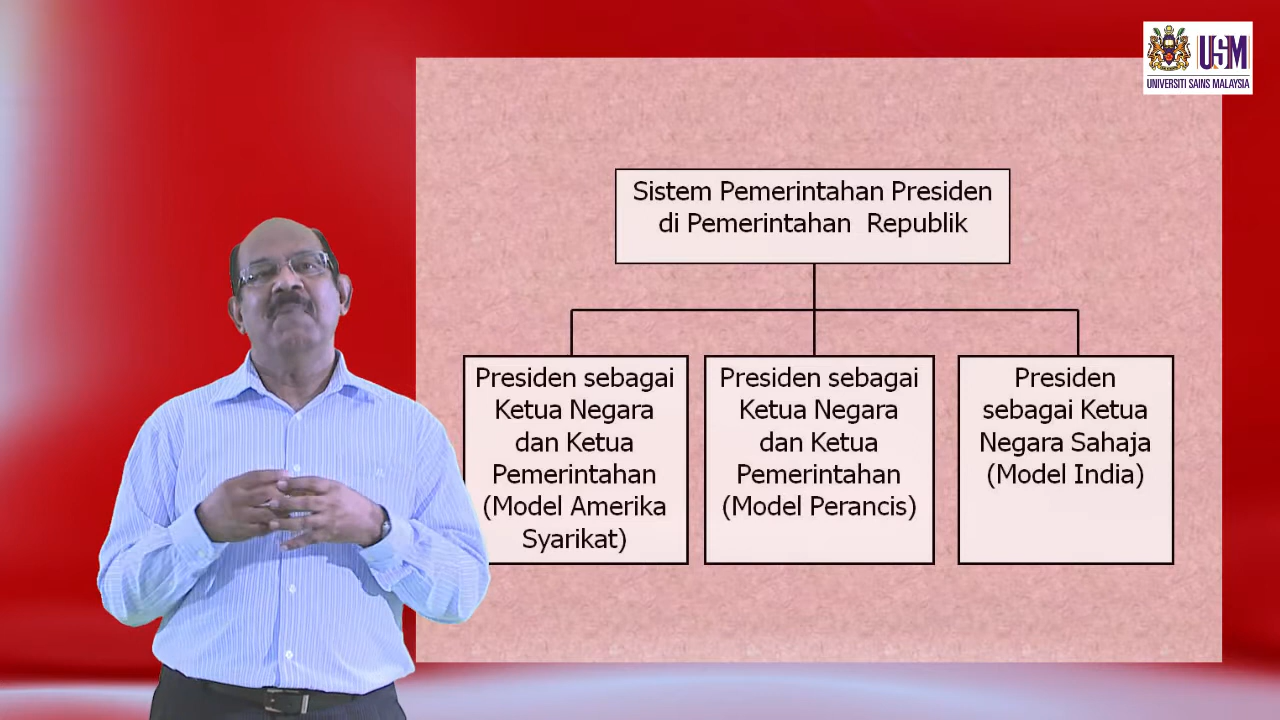 USM
UNIVERSITI SAINS MALAYSIA
Sistem Pemerintahan Presiden
di Pemerintahan Republik
Presiden sebagai
Ketua Negara
dan Ketua
Pemerintahan
(Model Amerika
Syarikat)
Presiden sebagai
Ketua Negara
dan Ketua
Pemerintahan
(Model Perancis)
Presiden
sebagai Ketua
Negara Sahaja
(Model India)